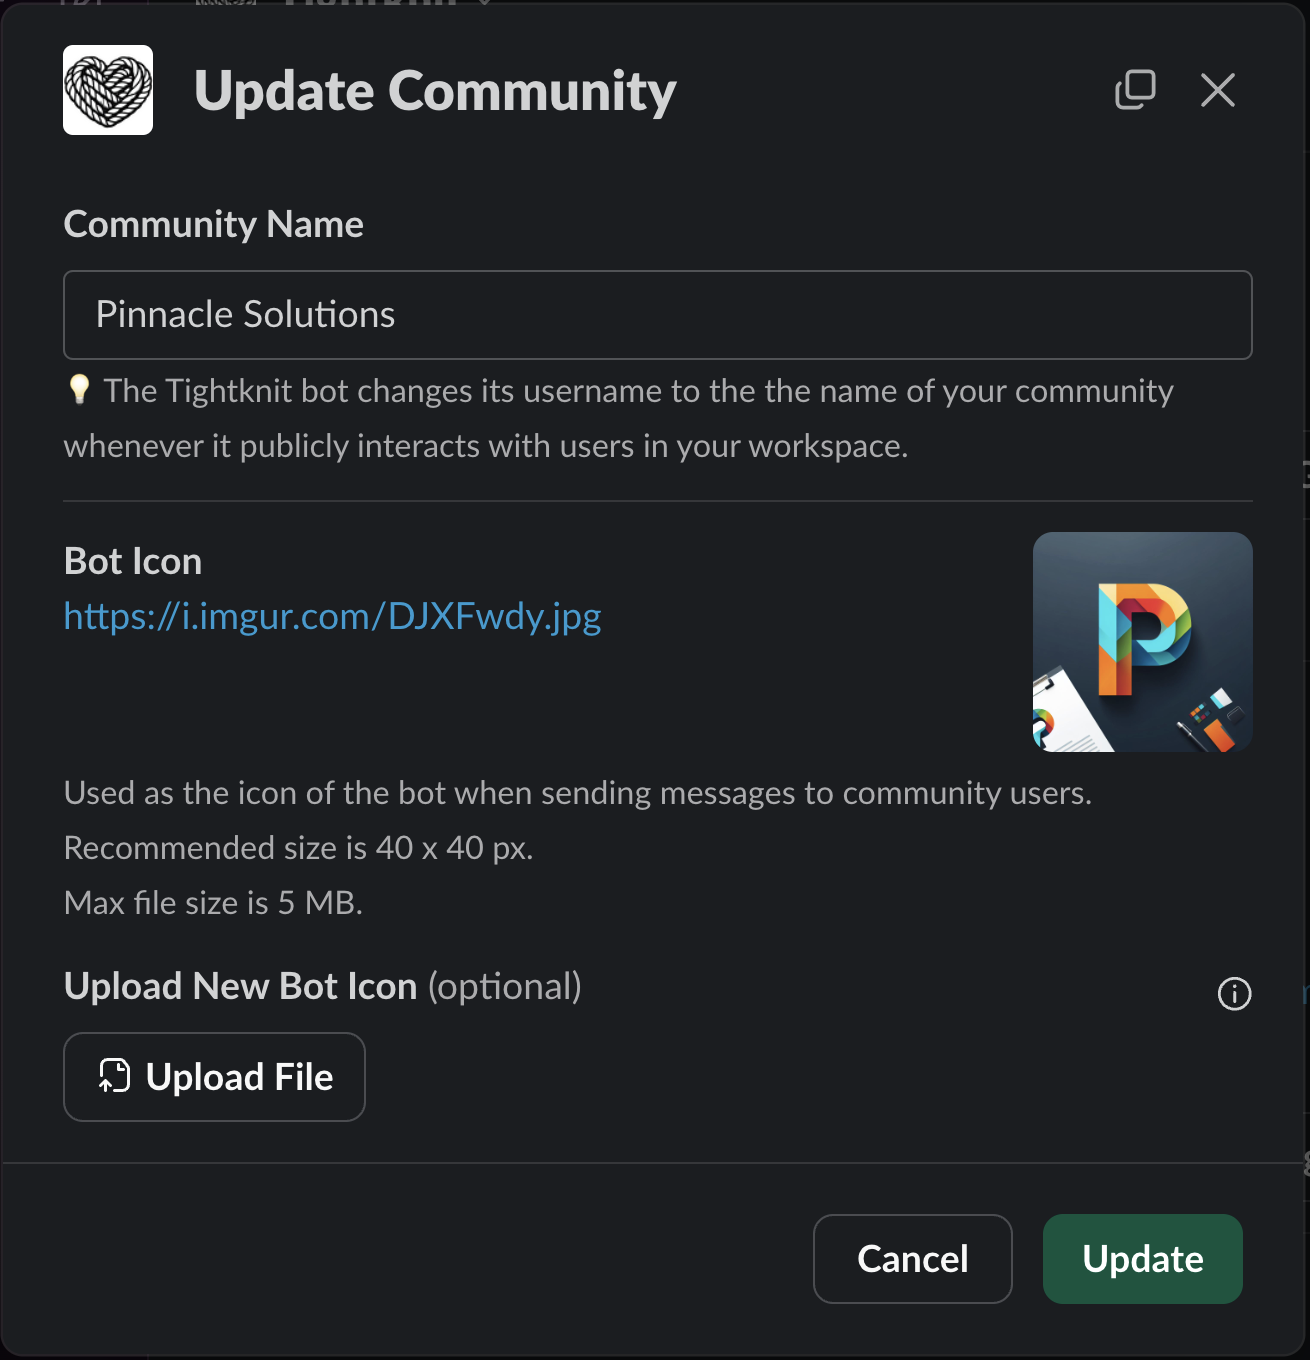 Update Community
Community Name
Pinnacle Solutions
💡 The Tightknit bot changes its username to the the name of your community
whenever it publicly interacts with users in your workspace.
Bot Icon
https://i.imgur.com/DJXFwdy.jpg
P
Used as the icon of the bot when sending messages to community users.
Recommended size is 40 x 40 px.
Max file size is 5 MB.
Upload New Bot Icon (optional)
Upload File
Cancel
Update